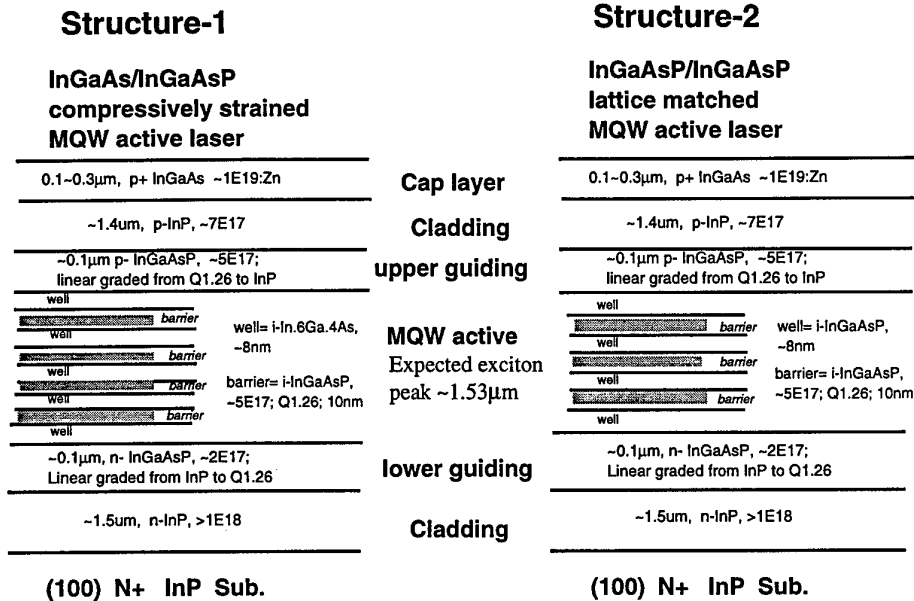 Structure-1
InGaAs/InGaAsP
compressively strained
MQW active laser
0.1~0.3µm, p+ InGaAs ~1E19:Zn
~1.4um, p-InP, ~7E17
~0.1µm p- InGaAsP, ~5E17;
linear graded from Q1.26 to InP
well
barrier
well
barrier
well
barrier
well
barrier
well
well= i-In.6Ga.4As,
~8nm
barrier= i-InGaAsP,
~5E17; Q1.26; 10nm
~0.1µm, n- InGaAsP, ~2E17;
Linear graded from InP to Q1.26
~1.5um, n-InP, >1E18
(100) N+ InP Sub.
Cap layer
Cladding
upper guiding
MQW active
Expected exciton
peak ~1.53µm
lower guiding
Cladding
Structure-2
InGaAsP/InGaAsP
lattice matched
MQW active laser
0.1~0.3µm, p+ InGaAs ~1E19:Zn
~1.4um, p-InP, ~7E17
~0.1µm p- InGaAsP, ~5E17;
linear graded from Q1.26 to InP
well
barrier
well
barrier
well
barrier
well
well= i-InGaAsP,
~8nm
barrier= i-InGaAsP,
~5E17; Q1.26; 10nm
~0.1µm, n- InGaAsP, ~2E17;
Linear graded from InP to Q1.26
~1.5um, n-InP, >1E18
(100) N+ InP Sub.